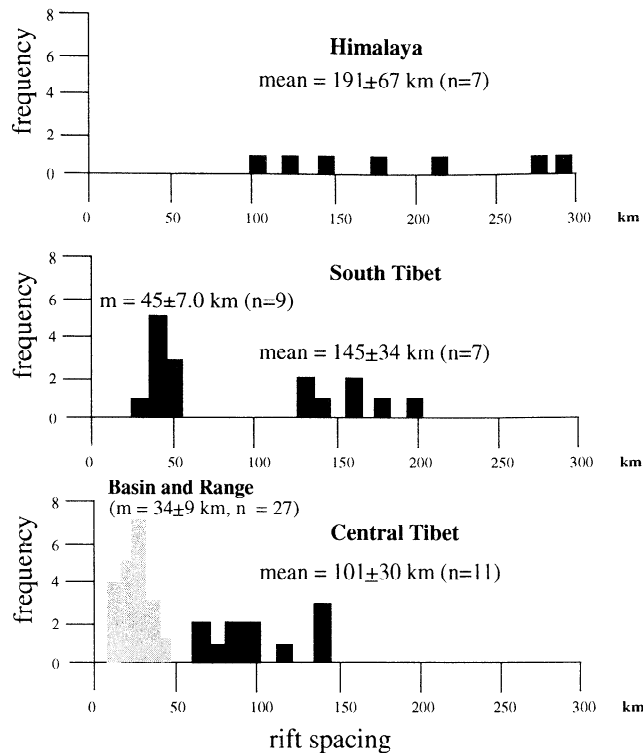 8
Himalaya
6
mean = 191±67 km (n=7)
frequency
4
2
0
0 50 100 150 200 250 300 km
8
South Tibet
6
m = 45±7.0 km (n=9)
frequency
4
mean = 145±34 km (n=7)
2
0
0 50 100 150 200 250 300 km
Basin and Range
8
(m = 34±9 km, n = 27)
6
Central Tibet
frequency
4
mean = 101±30 km (n=11)
2
0
0 50 100 150 200 250 300 km
rift spacing